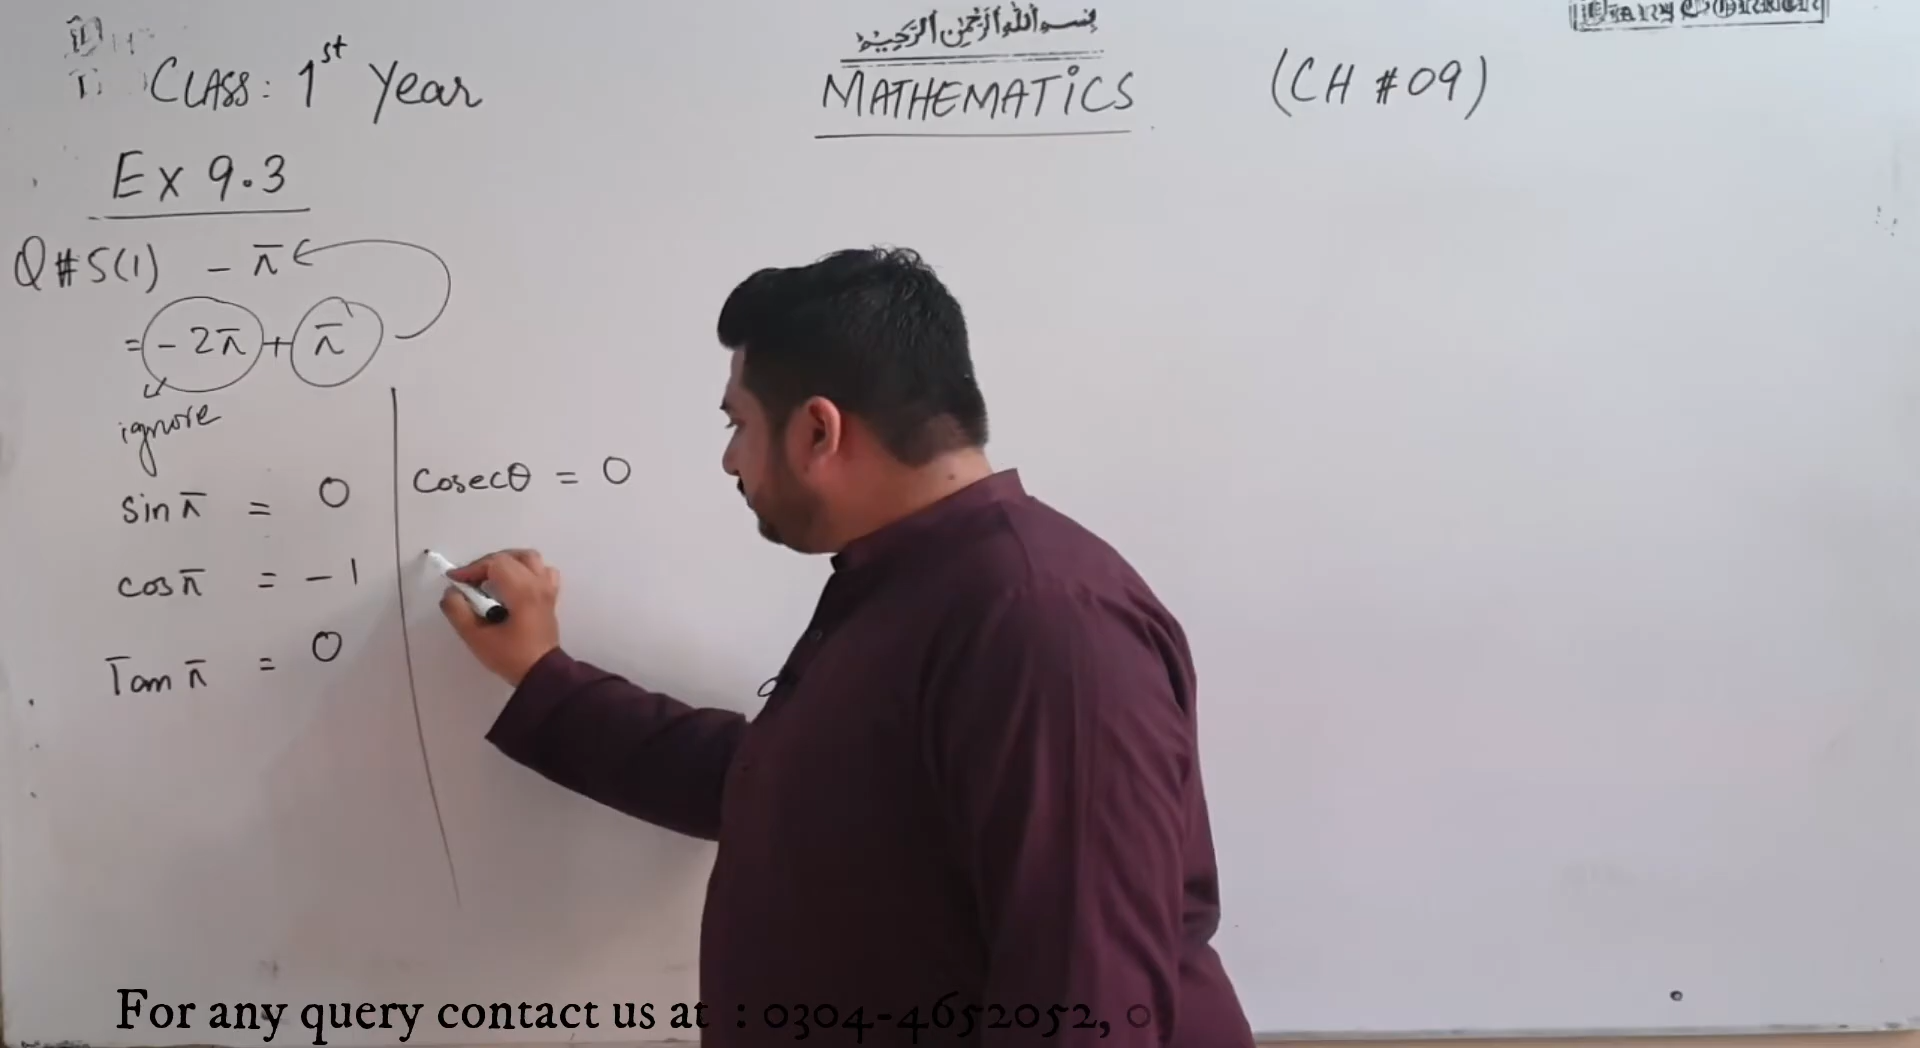 بسم الله الرحمن الرحيم
CLASS: 1st Year
MATHEMATICS
(CH # 09)
Ex 9.3
Q#5(1) - π
= -2π + π
ignore
sin π = 0
cos π = -1
Tan π = 0
cosecθ = 0
For any query contact us at : 0304-4652052, 0